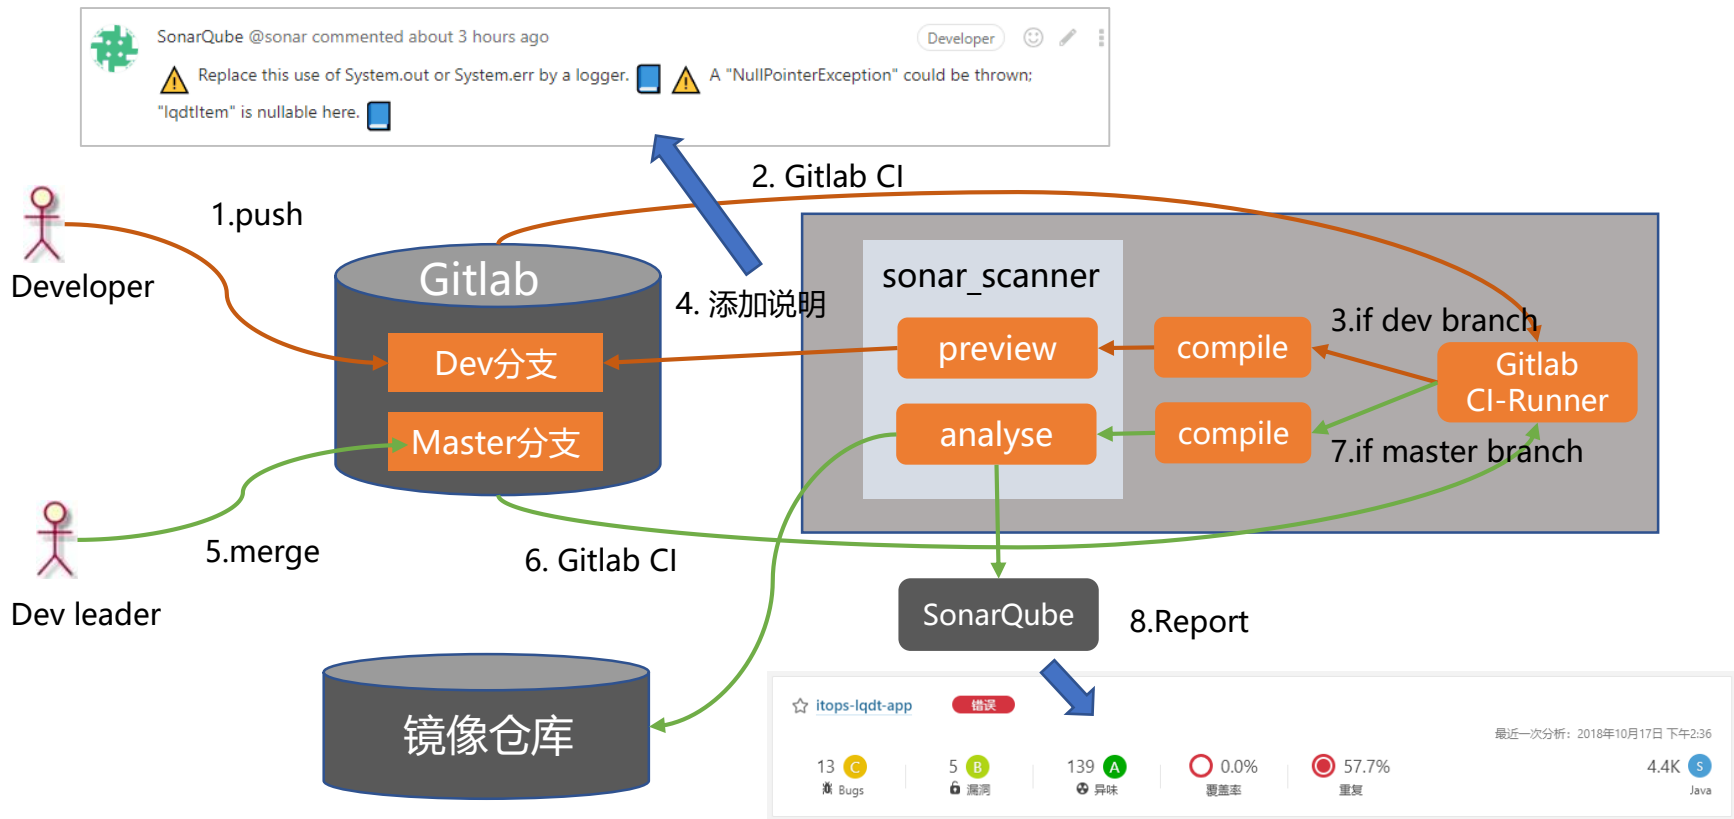 SonarQube @sonar commented about 3 hours ago
Developer
Replace this use of System.out or System.err by a logger. A "NullPointerException" could be thrown;
"lqdtItem" is nullable here.
2. Gitlab CI
1.push
Developer
Gitlab
sonar_scanner
4. 添加说明
3.if dev branch
Dev分支
preview
compile
Gitlab
CI-Runner
Master分支
analyse
compile
7.if master branch
5.merge
6. Gitlab CI
Dev leader
SonarQube
8.Report
镜像仓库
itops-lqdt-app 错误
最近一次分析：2018年10月17日 下午2:36
13 C 5 B 139 A 0.0% 57.7% 4.4K S
Bugs 漏洞 异味 覆盖率 重复 Java